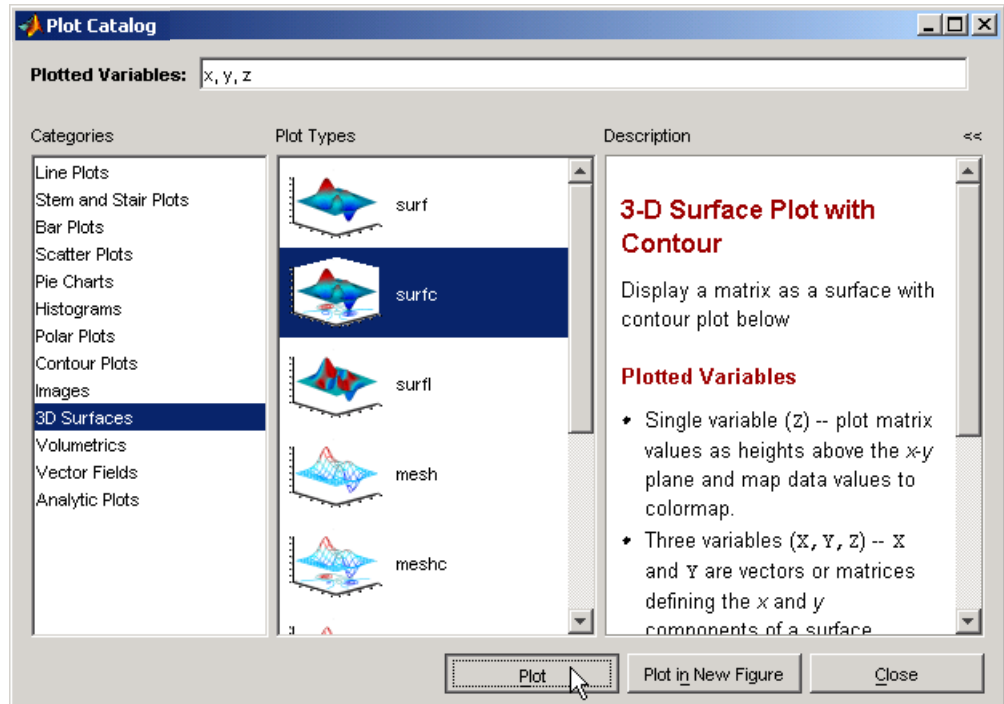 Plot Catalog
Plotted Variables: x, y, z
Categories
Plot Types
Description <<
Line Plots
Stem and Stair Plots
Bar Plots
Scatter Plots
Pie Charts
Histograms
Polar Plots
Contour Plots
Images
3D Surfaces
Volumetrics
Vector Fields
Analytic Plots
surf
surfc
surfl
mesh
meshc
3-D Surface Plot with
Contour
Display a matrix as a surface with
contour plot below
Plotted Variables
• Single variable (Z) -- plot matrix
values as heights above the x-y
plane and map data values to
colormap.
• Three variables (X, Y, Z) -- X
and Y are vectors or matrices
defining the x and y
components of a surface
Plot
Plot in New Figure
Close